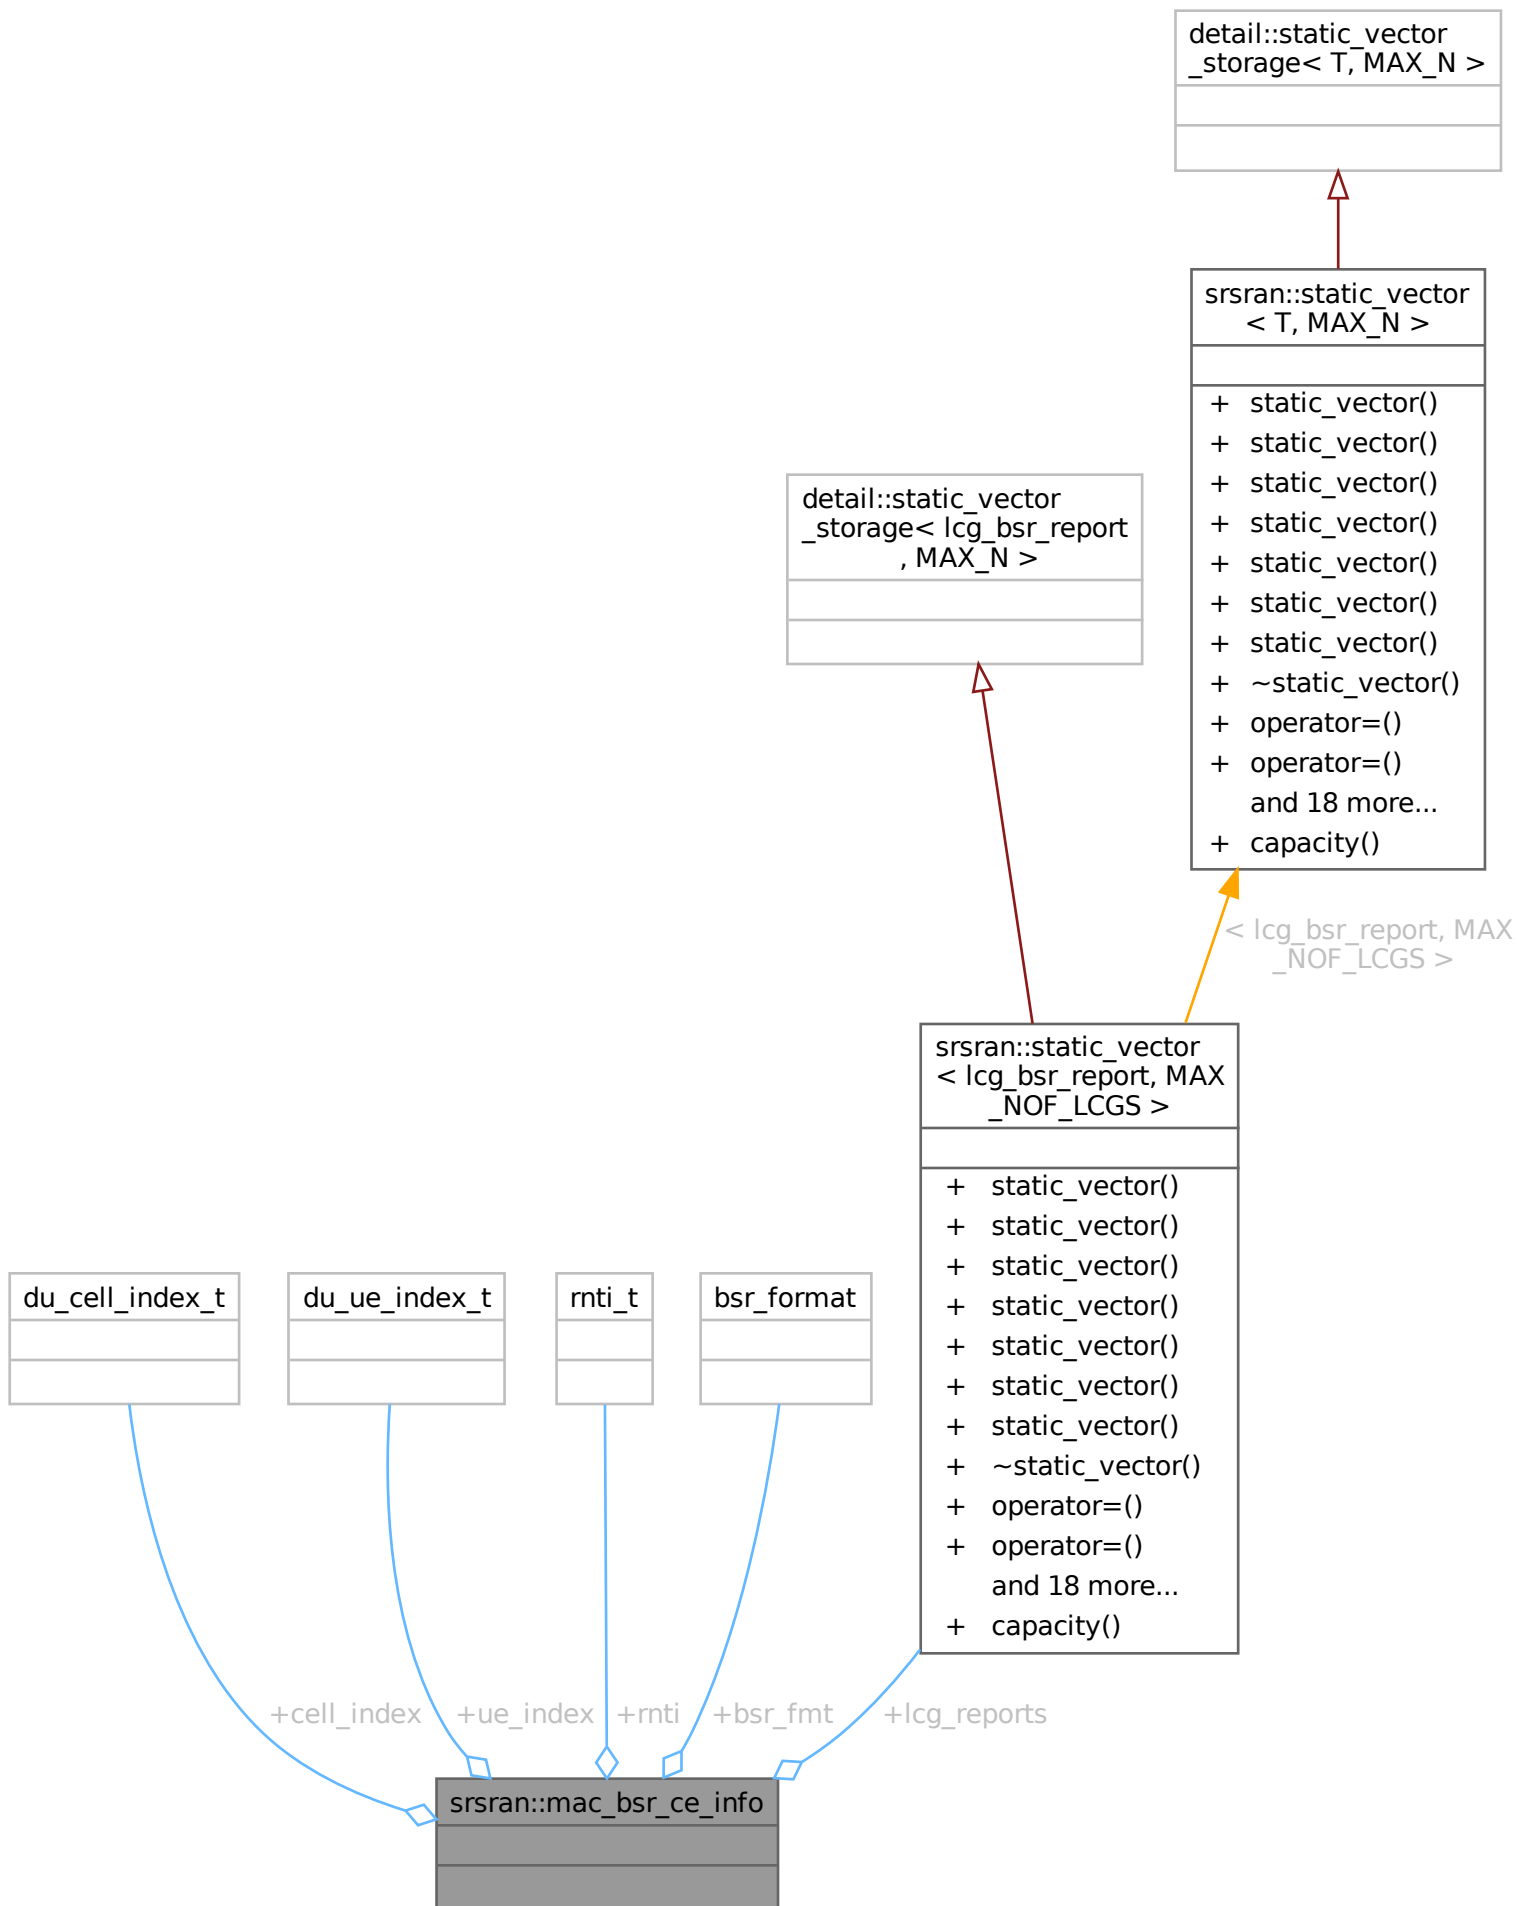 detail::static_vector
_storage< T, MAX_N >
srsran::static_vector
< T, MAX_N >
+ static_vector()
+ static_vector()
+ static_vector()
+ static_vector()
+ static_vector()
+ static_vector()
+ static_vector()
+ ~static_vector()
+ operator=()
+ operator=()
and 18 more...
+ capacity()
detail::static_vector
_storage< lcg_bsr_report
, MAX_N >
< lcg_bsr_report, MAX
_NOF_LCGS >
srsran::static_vector
< lcg_bsr_report, MAX
_NOF_LCGS >
+ static_vector()
+ static_vector()
+ static_vector()
+ static_vector()
+ static_vector()
+ static_vector()
+ static_vector()
+ ~static_vector()
+ operator=()
+ operator=()
and 18 more...
+ capacity()
du_cell_index_t
du_ue_index_t
rnti_t
bsr_format
+cell_index
+ue_index
+rnti
+bsr_fmt
+lcg_reports
srsran::mac_bsr_ce_info